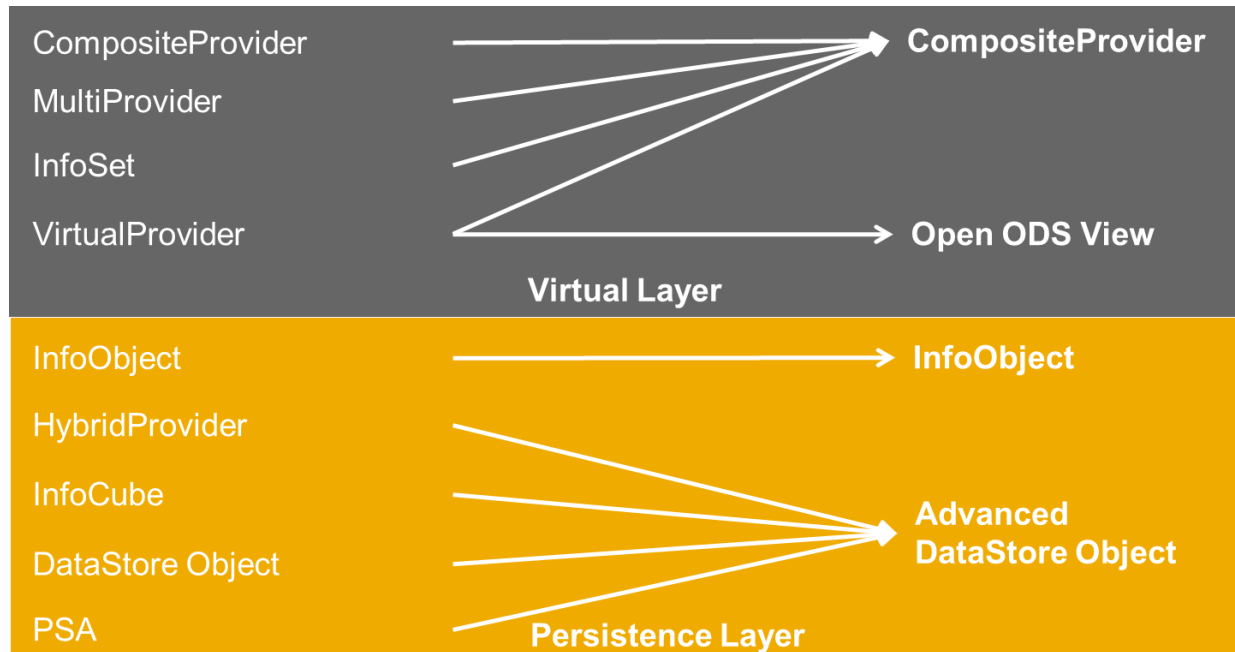 CompositeProvider
CompositeProvider
MultiProvider
InfoSet
VirtualProvider
Open ODS View
Virtual Layer
InfoObject
InfoObject
HybridProvider
InfoCube
Advanced
DataStore Object
DataStore Object
PSA
Persistence Layer